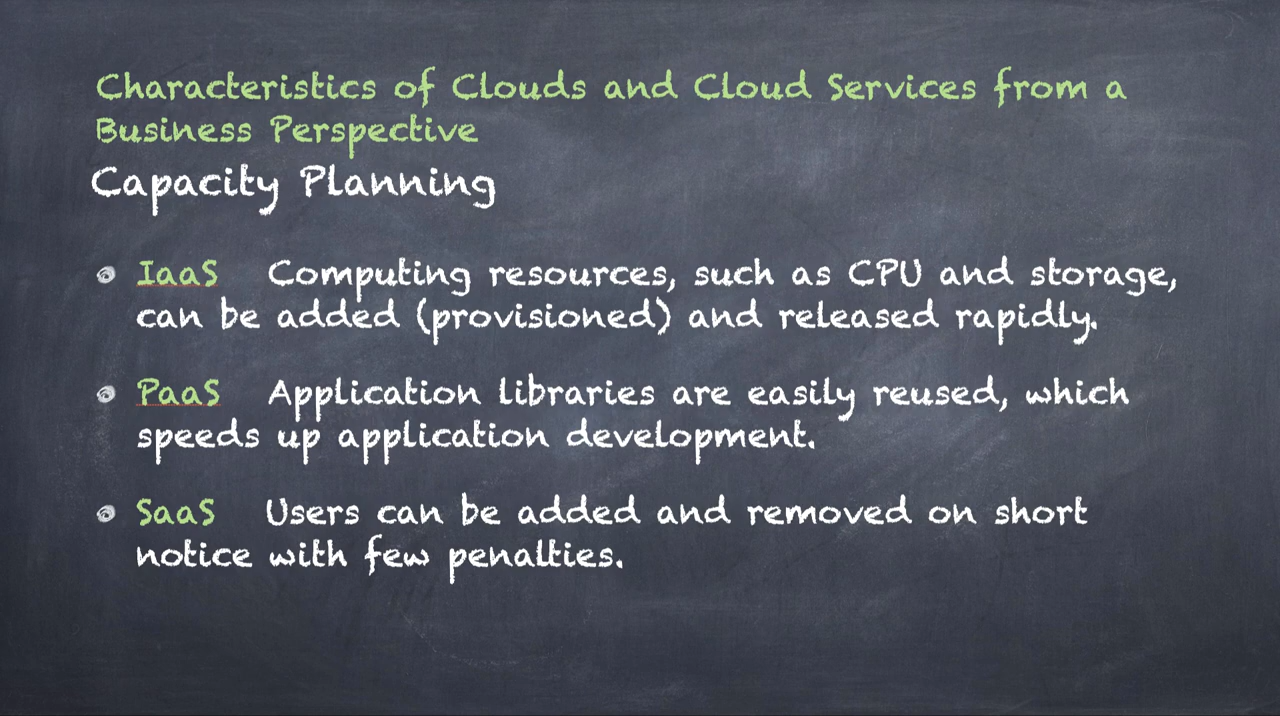 Characteristics of Clouds and Cloud Services from a
Business Perspective
Capacity Planning
IaaS Computing resources, such as CPU and storage,
can be added (provisioned) and released rapidly.
PaaS Application libraries are easily reused, which
speeds up application development.
SaaS Users can be added and removed on short
notice with few penalties.